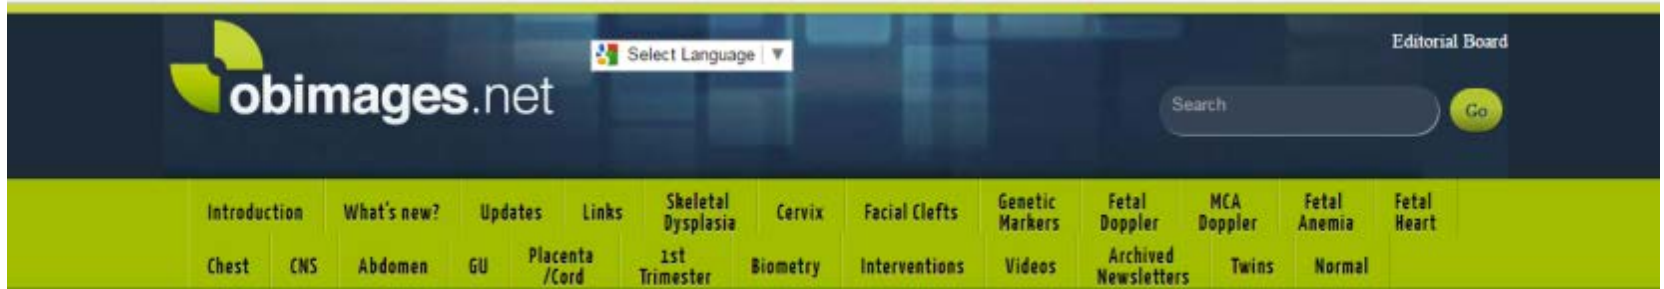 Editorial Board
Select Language ▼
obimages.net
Search
Go
Introduction What's new? Updates Links Skeletal Dysplasia Cervix Facial Clefts Genetic Markers Fetal Doppler MCA Doppler Fetal Anemia Fetal Heart
Chest CNS Abdomen GU Placenta /Cord 1st Trimester Biometry Interventions Videos Archived Newsletters Twins Normal